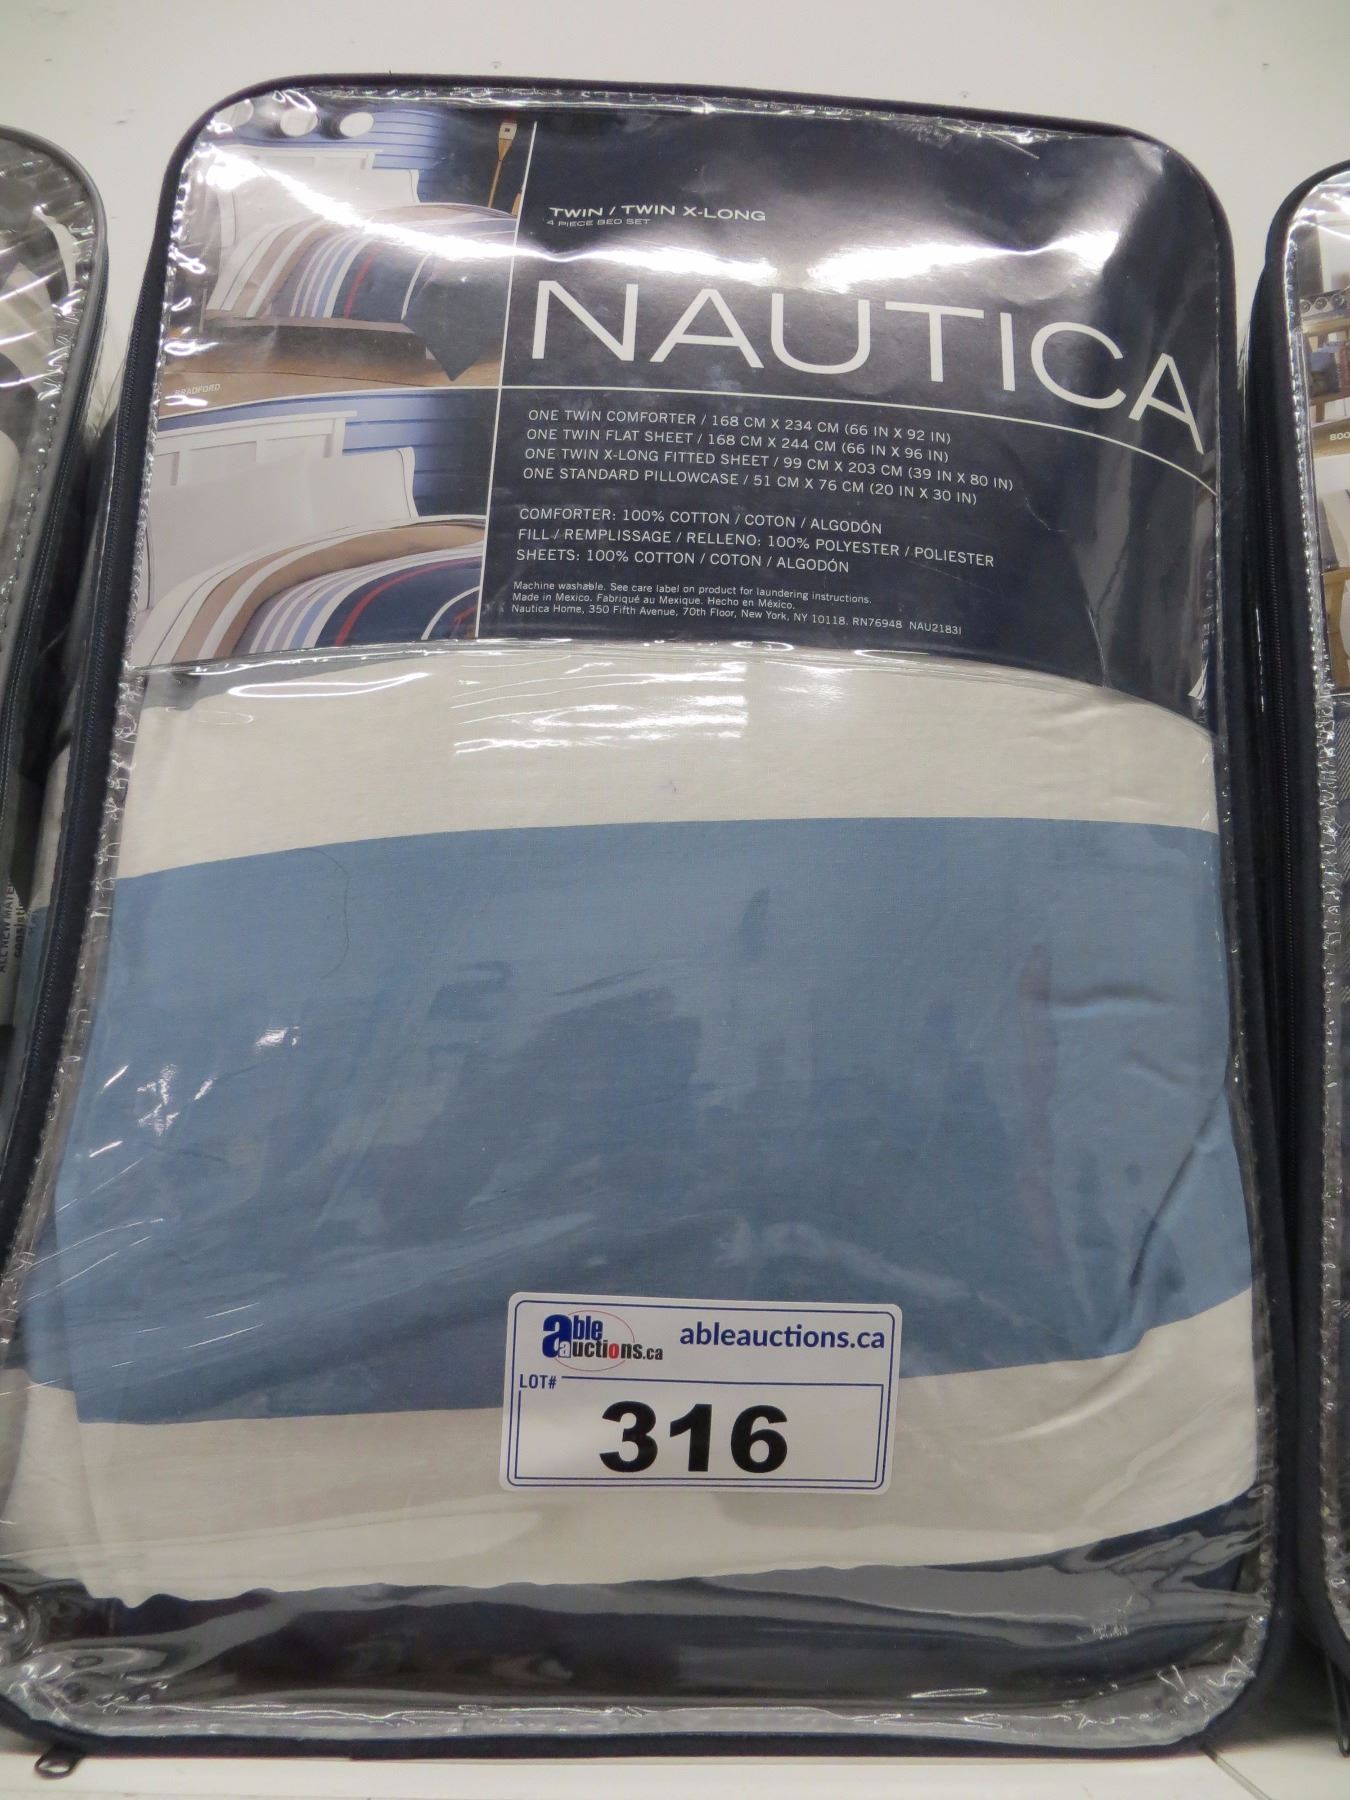 TWIN / TWIN X-LONG
4 PIECE BED SET
NAUTICA
BRADFORD
ONE TWIN COMFORTER / 168 CM X 234 CM (66 IN X 92 IN)
ONE TWIN FLAT SHEET / 168 CM X 244 CM (66 IN X 96 IN)
ONE TWIN X-LONG FITTED SHEET / 99 CM X 203 CM (39 IN X 80 IN)
ONE STANDARD PILLOWCASE / 51 CM X 76 CM (20 IN X 30 IN)
COMFORTER: 100% COTTON / COTON / ALGODÓN
FILL / REMPLISSAGE / RELLENO: 100% POLYESTER / POLIESTER
SHEETS: 100% COTTON / COTON / ALGODÓN
Machine washable. See care label on product for laundering instructions.
Made in Mexico. Fabriqué au Mexique. Hecho en México.
Nautica Home, 350 Fifth Avenue, 70th Floor, New York, NY 10118. RN76948 NAU21831
able auctions.ca
ableauctions.ca
LOT#
316
ALL NEW MATE
BOO